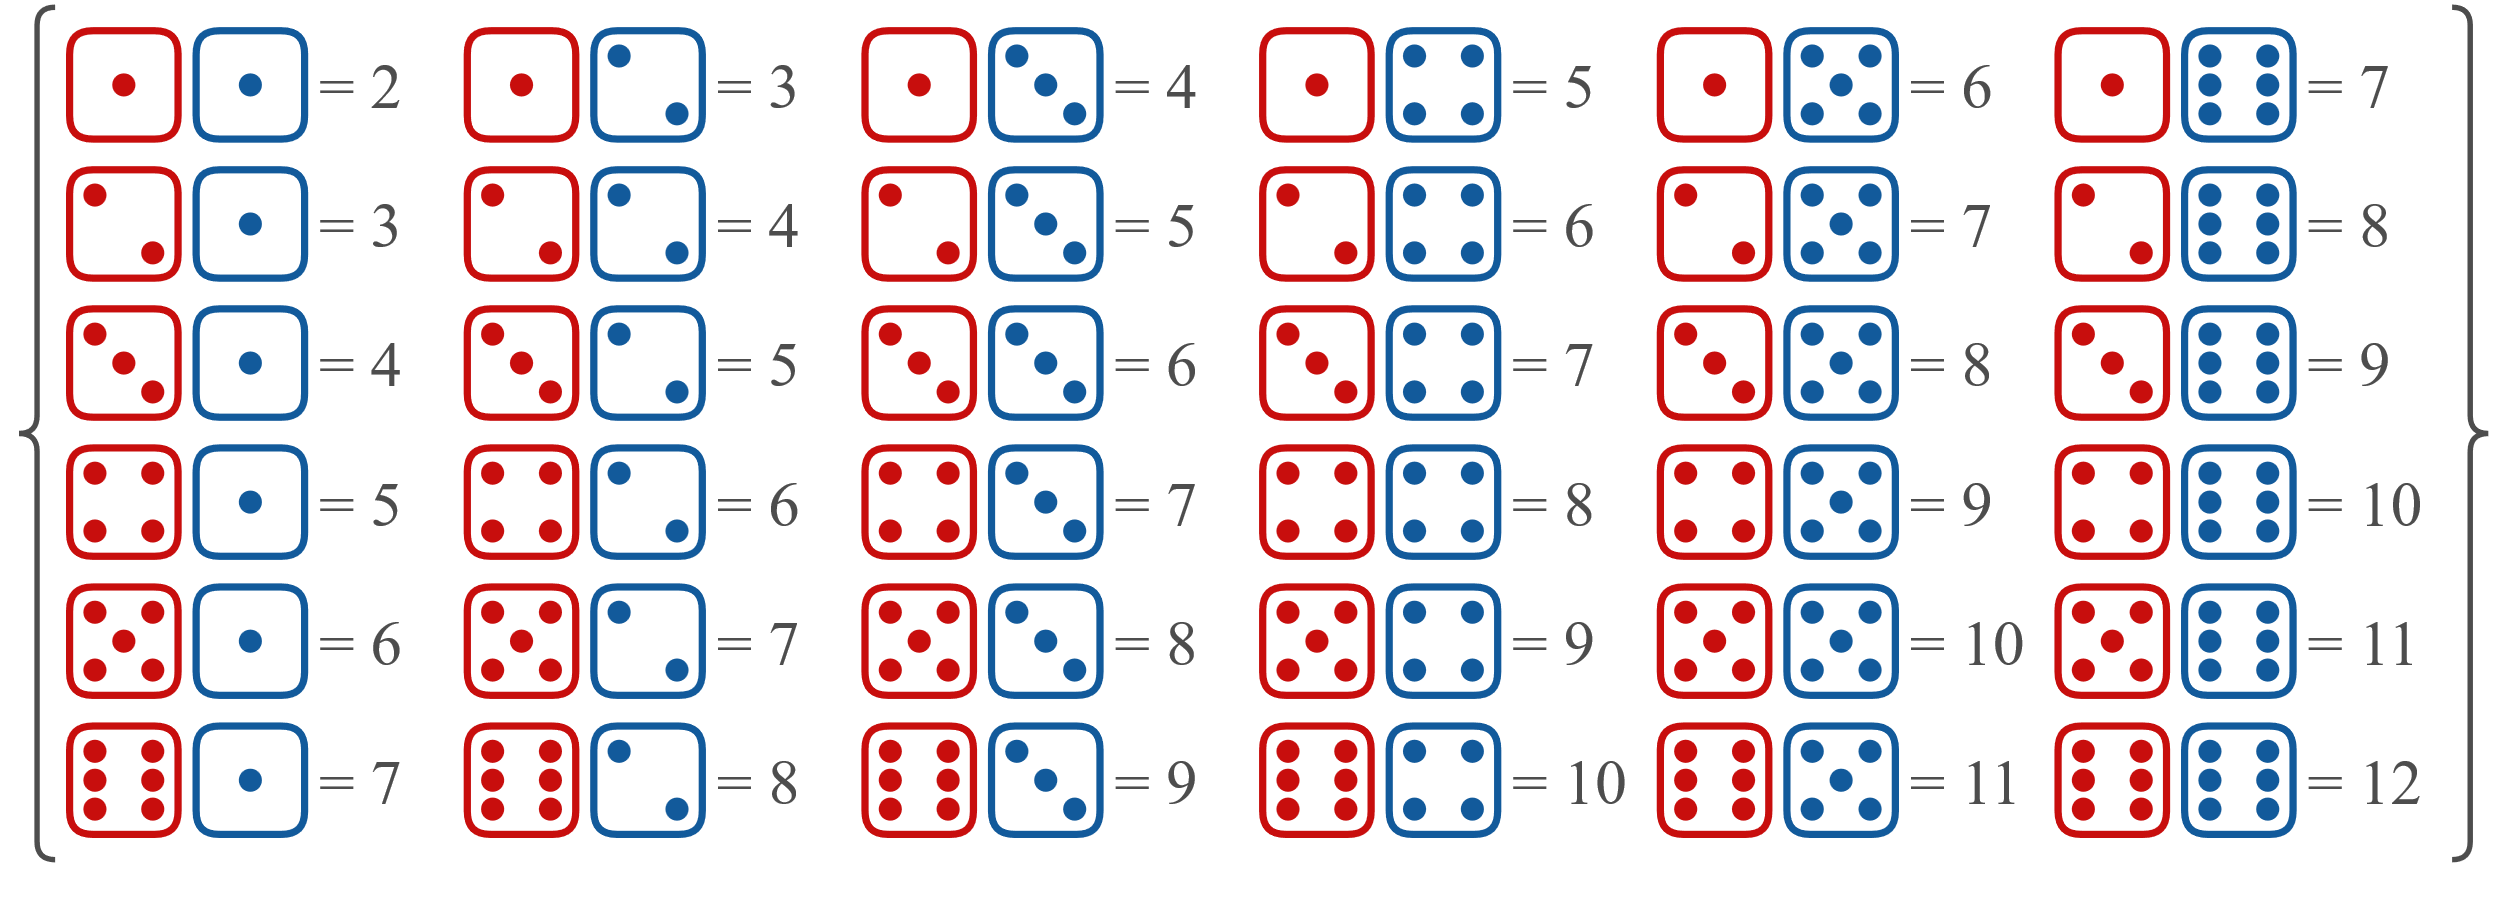 = 2 = 3 = 4 = 5 = 6 = 7
= 3 = 4 = 5 = 6 = 7 = 8
= 4 = 5 = 6 = 7 = 8 = 9
= 5 = 6 = 7 = 8 = 9 = 10
= 6 = 7 = 8 = 9 = 10 = 11
= 7 = 8 = 9 = 10 = 11 = 12